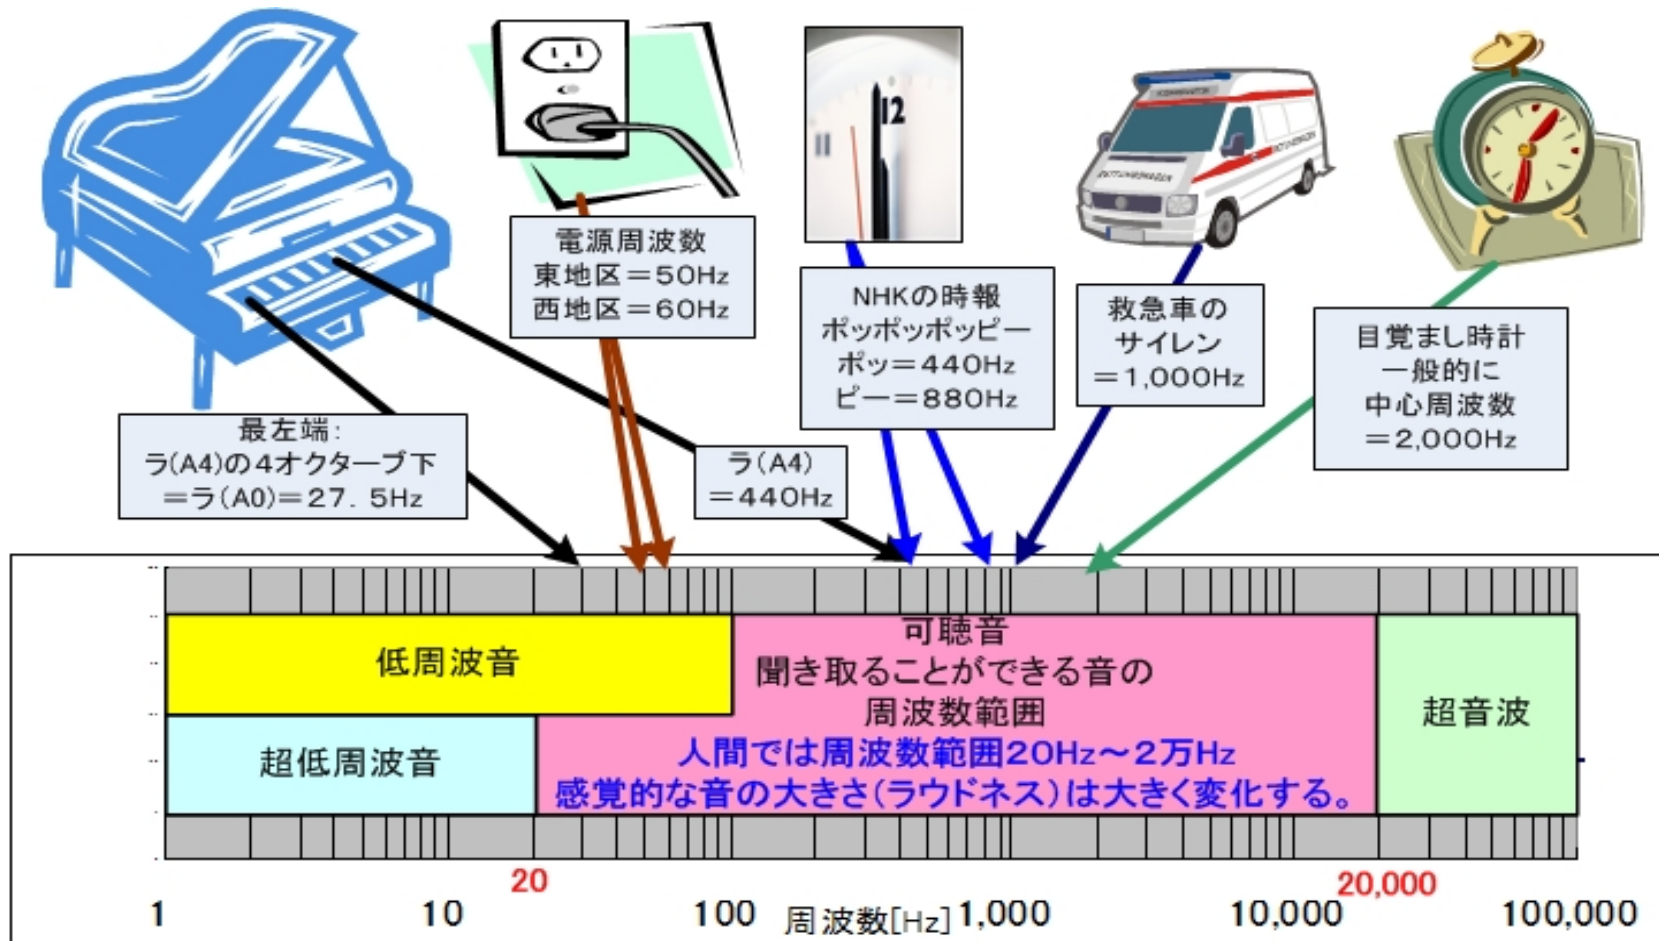 12
電源周波数
東地区＝50Hz
西地区＝60Hz
NHKの時報
ポッポッポッピー
ポッ＝440Hz
ピー＝880Hz
救急車の
サイレン
＝1,000Hz
目覚まし時計
一般的に
中心周波数
＝2,000Hz
最左端：
ラ(A4)の4オクターブ下
＝ラ(A0)＝27．5Hz
ラ(A4)
＝440Hz
低周波音
超低周波音
可聴音
聞き取ることができる音の
周波数範囲
人間では周波数範囲20Hz～2万Hz
感覚的な音の大きさ(ラウドネス)は大きく変化する。
超音波
20
20,000
1
10
100
周波数[Hz]
1,000
10,000
100,000